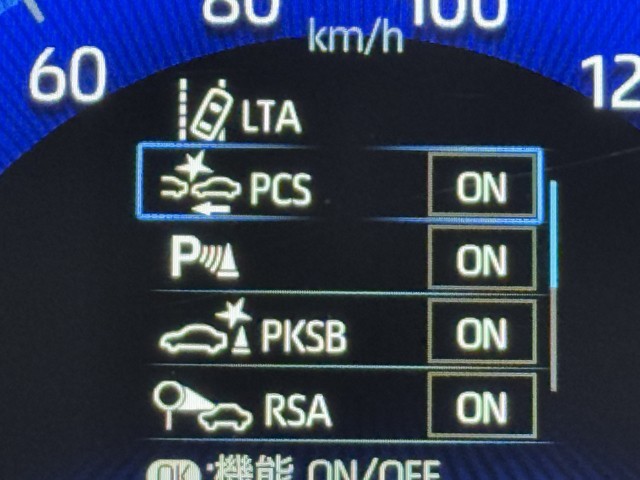 80 100
km/h
60 12
LTA
PCS ON
P ON
PKSB ON
RSA ON
OK :機能 ON/OFF